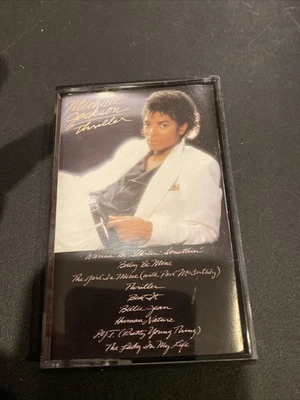 Michael
Jackson
Thriller
Wanna Be Startin' Somethin'
Baby Be Mine
The Girl Is Mine (with Paul McCartney)
Thriller
Beat It
Billie Jean
Human Nature
P.Y.T. (Pretty Young Thing)
The Lady In My Life